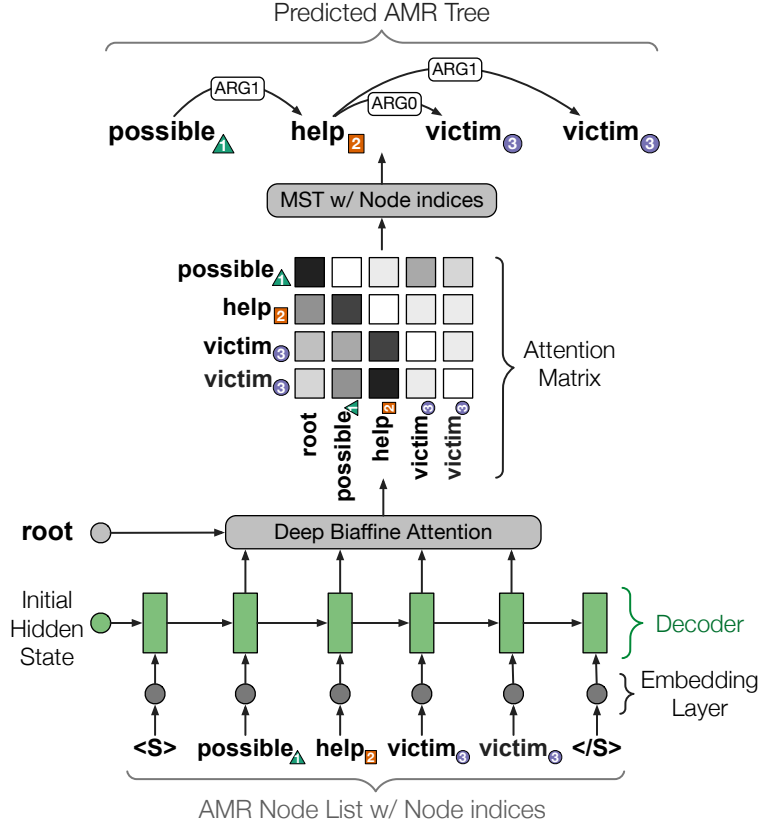 Predicted AMR Tree
ARG1
ARG1
ARG0
possible 1 help 2 victim 3 victim 3
MST w/ Node indices
possible 1
help 2
victim 3
victim 3
root
possible 1
help 2
victim 3
victim 3
Attention
Matrix
root
Deep Biaffine Attention
Initial
Hidden
State
Decoder
Embedding
Layer
<S> possible 1 help 2 victim 3 victim 3 </S>
AMR Node List w/ Node indices